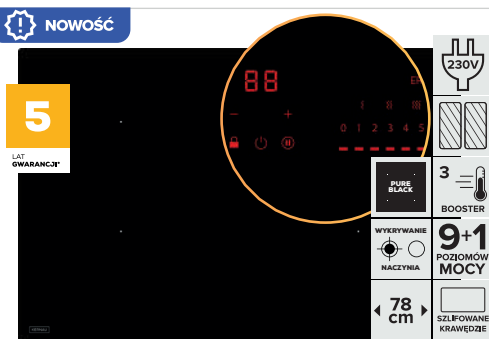 NOWOŚĆ
5
LAT
GWARANCJI*
88
- +
0 1 2 3 4 5
230V
PURE
BLACK
3
BOOSTER
WYKRYWANIE
NACZYNIA
9+1
POZIOMÓW
MOCY
78
cm
SZLIFOWANE
KRAWĘDZIE